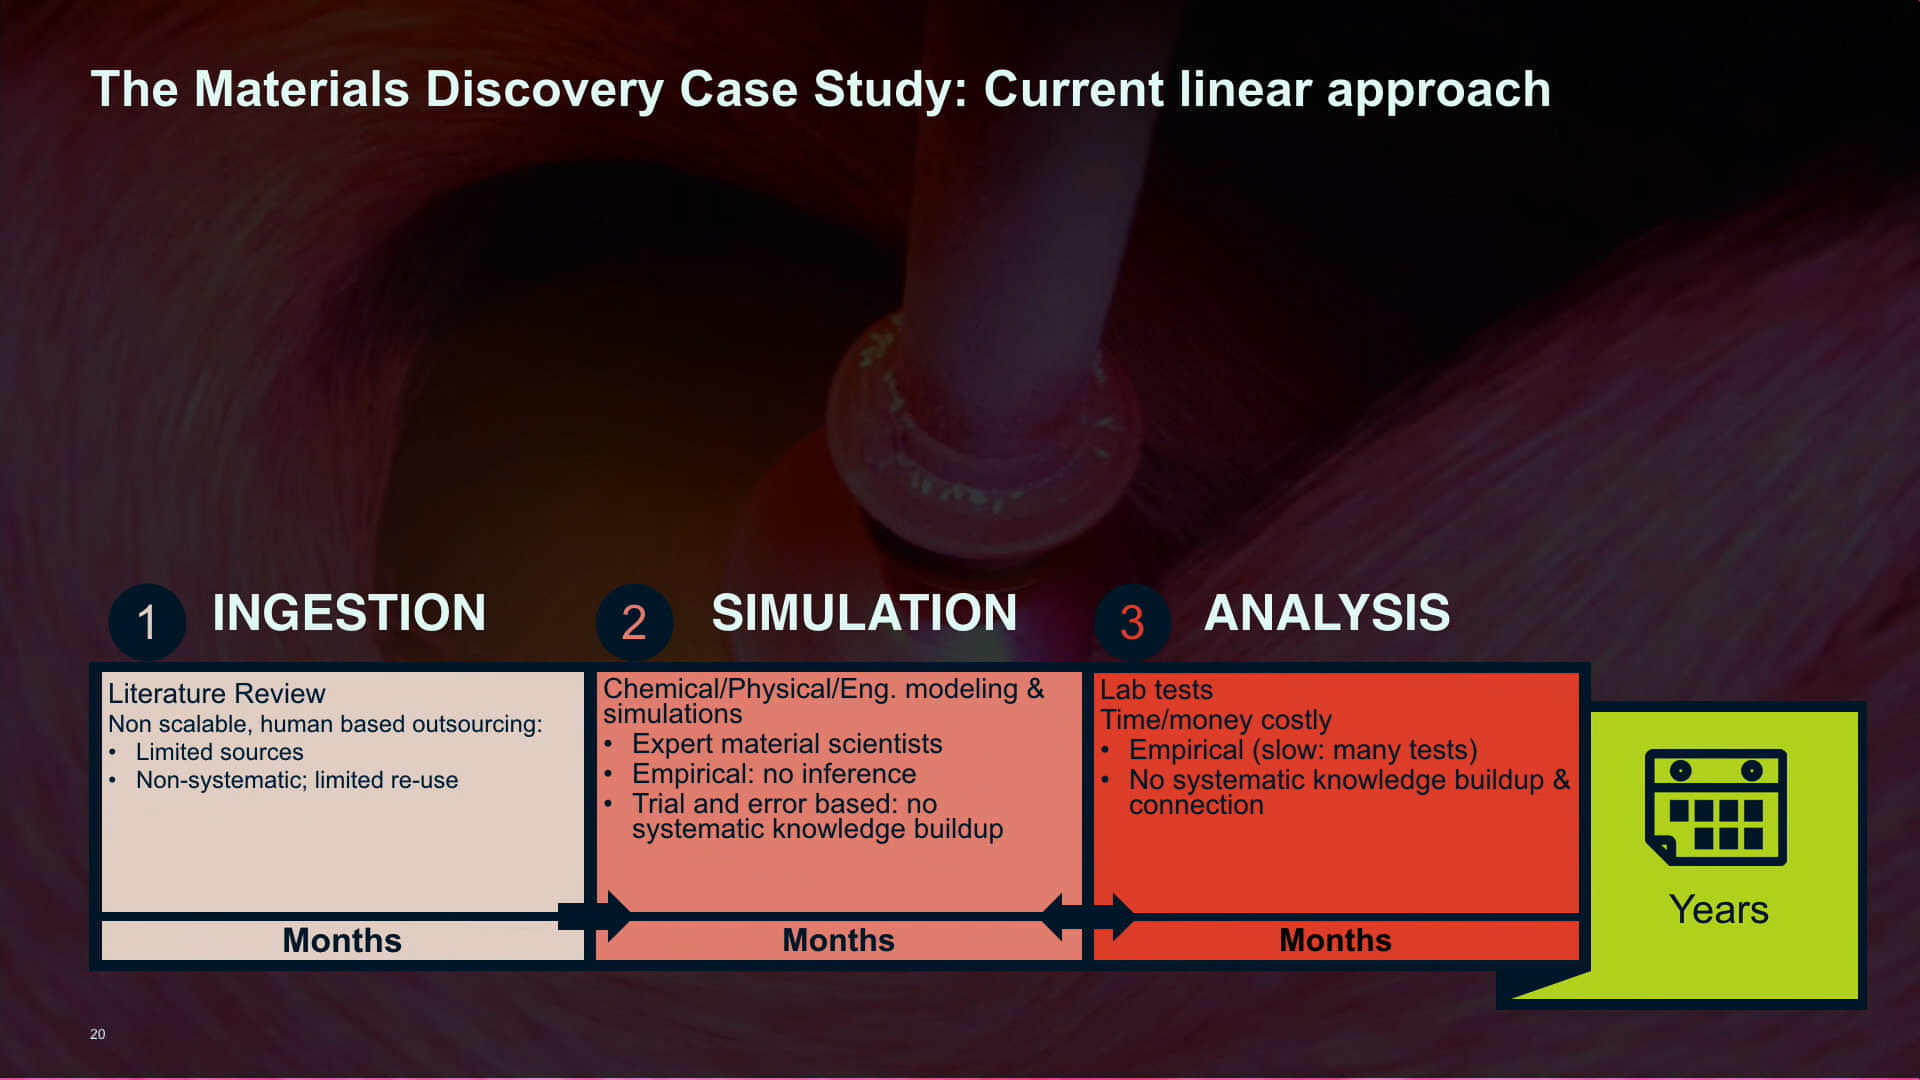 The Materials Discovery Case Study: Current linear approach
1
INGESTION
2
SIMULATION
3
ANALYSIS
Literature Review
Non scalable, human based outsourcing:
• Limited sources
• Non-systematic; limited re-use
Months
Chemical/Physical/Eng. modeling &
simulations
• Expert material scientists
• Empirical: no inference
• Trial and error based: no
systematic knowledge buildup
Months
Lab tests
Time/money costly
• Empirical (slow: many tests)
• No systematic knowledge buildup &
connection
Months
Years
20